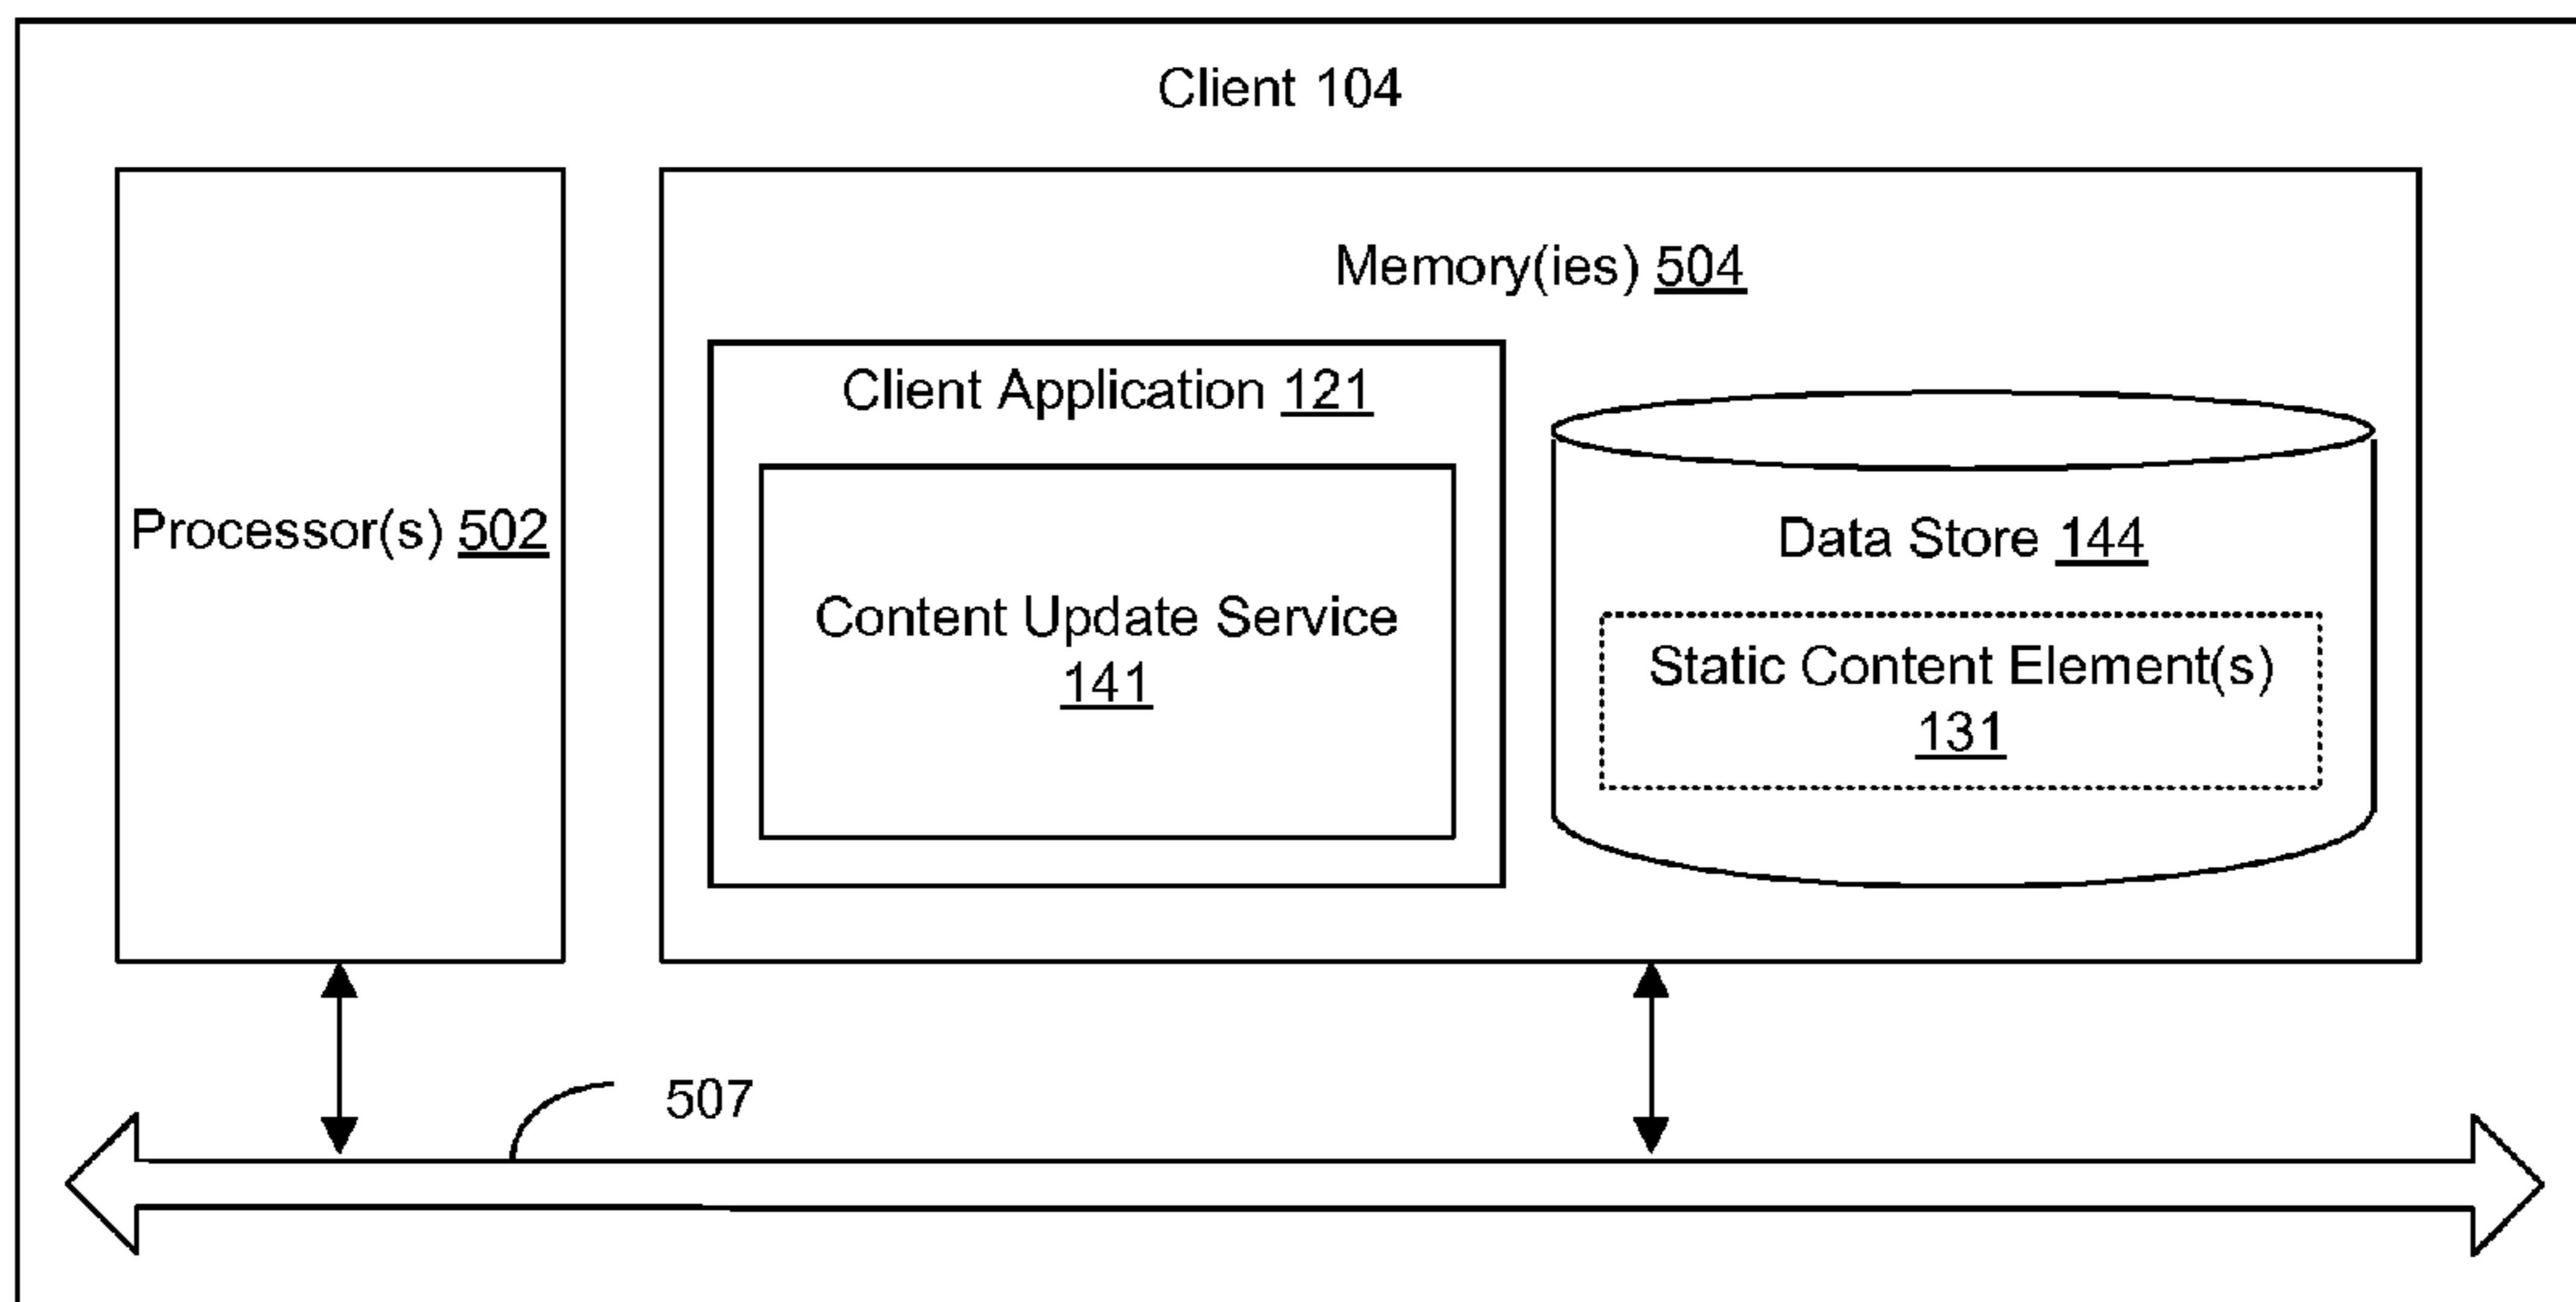 Client 104
Processor(s) 502
Memory(ies) 504
Client Application 121
Content Update Service
141
Data Store 144
Static Content Element(s)
131
507